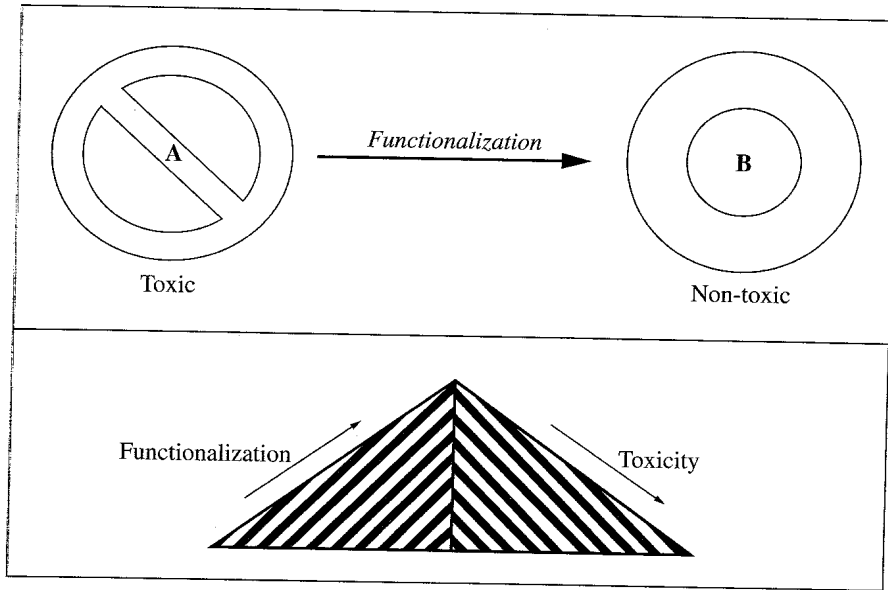 A
Functionalization
B
Toxic
Non-toxic
Functionalization
Toxicity